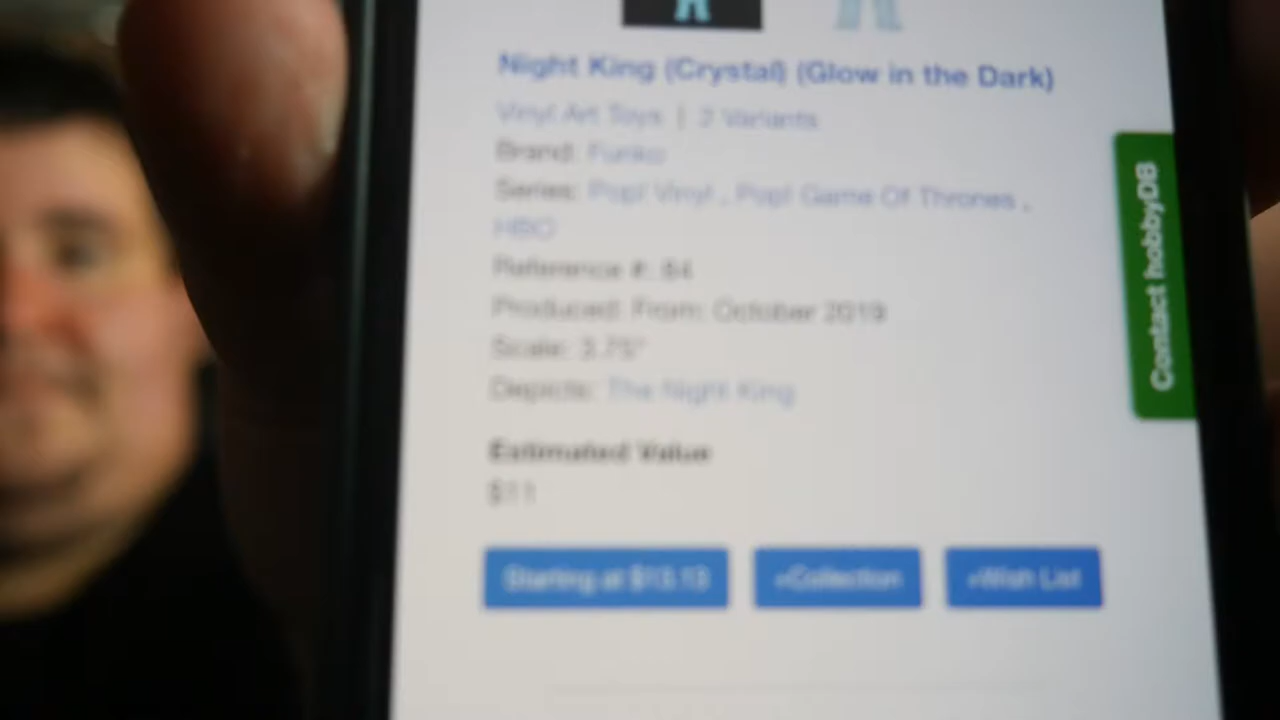 Night King (Crystal) (Glow in the Dark)
Vinyl Art Toys | 2 Variants
Brand: Funko
Series: Pop! Vinyl , Pop! Game Of Thrones ,
HBO
Reference #: 84
Produced: From: October 2019
Scale: 3.75"
Depicts: The Night King
Estimated Value
$11
Starting at $13.13
+Collection
+Wish List
Contact hobbyDB